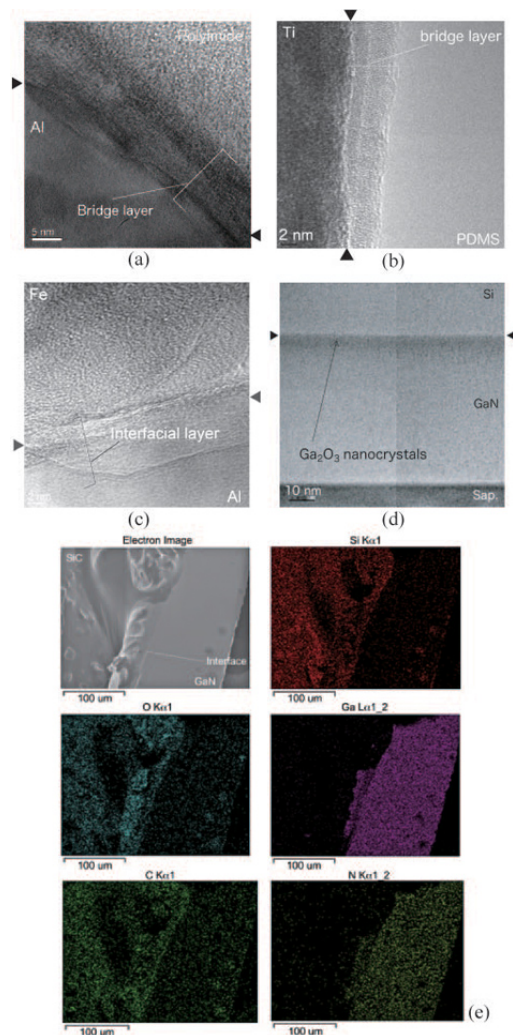 Polyimide
Al
Bridge layer
5 nm
(a)
Ti
bridge layer
2 nm
PDMS
(b)
Fe
Interfacial layer
Al
(c)
Si
GaN
Ga₂O₃ nanocrystals
10 nm
Sap.
(d)
Electron Image
SiC
Interface
GaN
100 um
Si Kα1
100 um
O Kα1
100 um
Ga Lα1_2
100 um
C Kα1
100 um
N Kα1_2
100 um
(e)